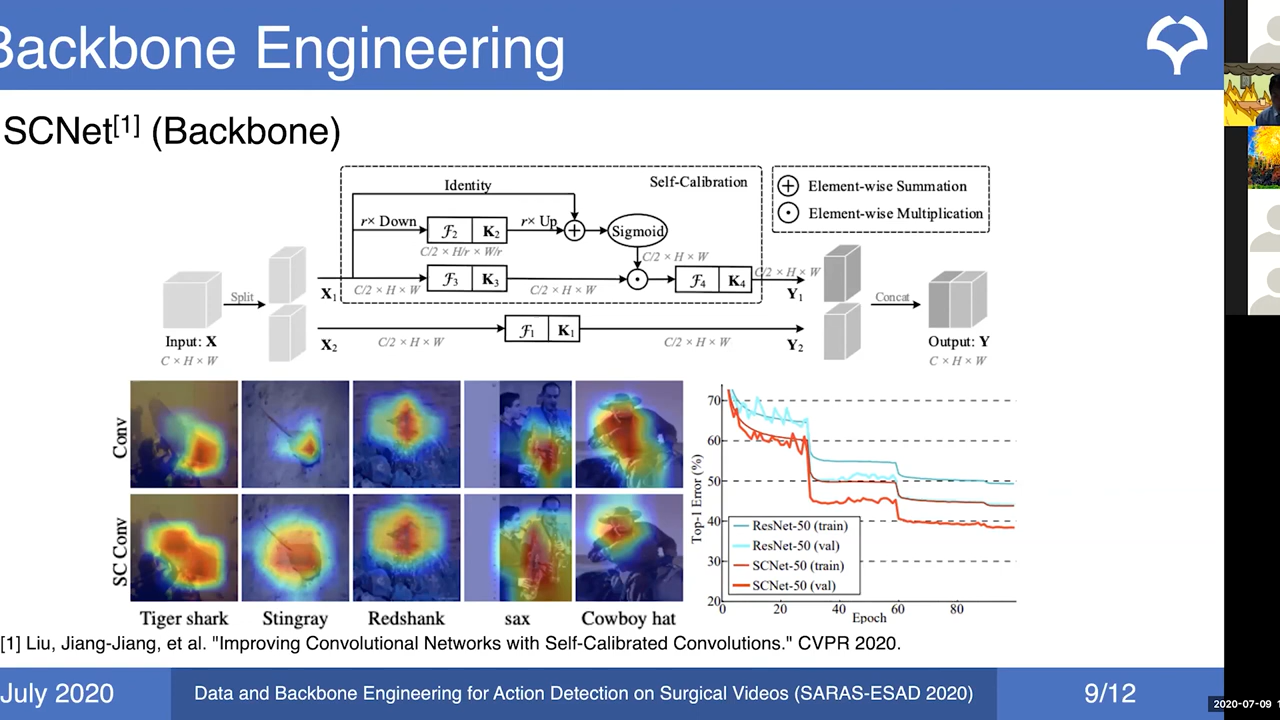 Backbone Engineering
SCNet[1] (Backbone)
Identity
Self-Calibration
Element-wise Summation
Element-wise Multiplication
r× Down
F2 K2
r× Up
Sigmoid
C/2 × H/r × W/r
C/2 × H × W
F3 K3
F4 K4
C/2 × H × W
X1
C/2 × H × W
C/2 × H × W
Y1
Split
Concat
F1 K1
Input: X
C × H × W
X2
C/2 × H × W
C/2 × H × W
Y2
Output: Y
C × H × W
Conv
SC Conv
Tiger shark
Stingray
Redshank
sax
Cowboy hat
Top-1 Error (%)
70
60
50
40
30
20
ResNet-50 (train)
ResNet-50 (val)
SCNet-50 (train)
SCNet-50 (val)
0 20 40 60 80
Epoch
[1] Liu, Jiang-Jiang, et al. "Improving Convolutional Networks with Self-Calibrated Convolutions." CVPR 2020.
July 2020
Data and Backbone Engineering for Action Detection on Surgical Videos (SARAS-ESAD 2020)
9/12
2020-07-09